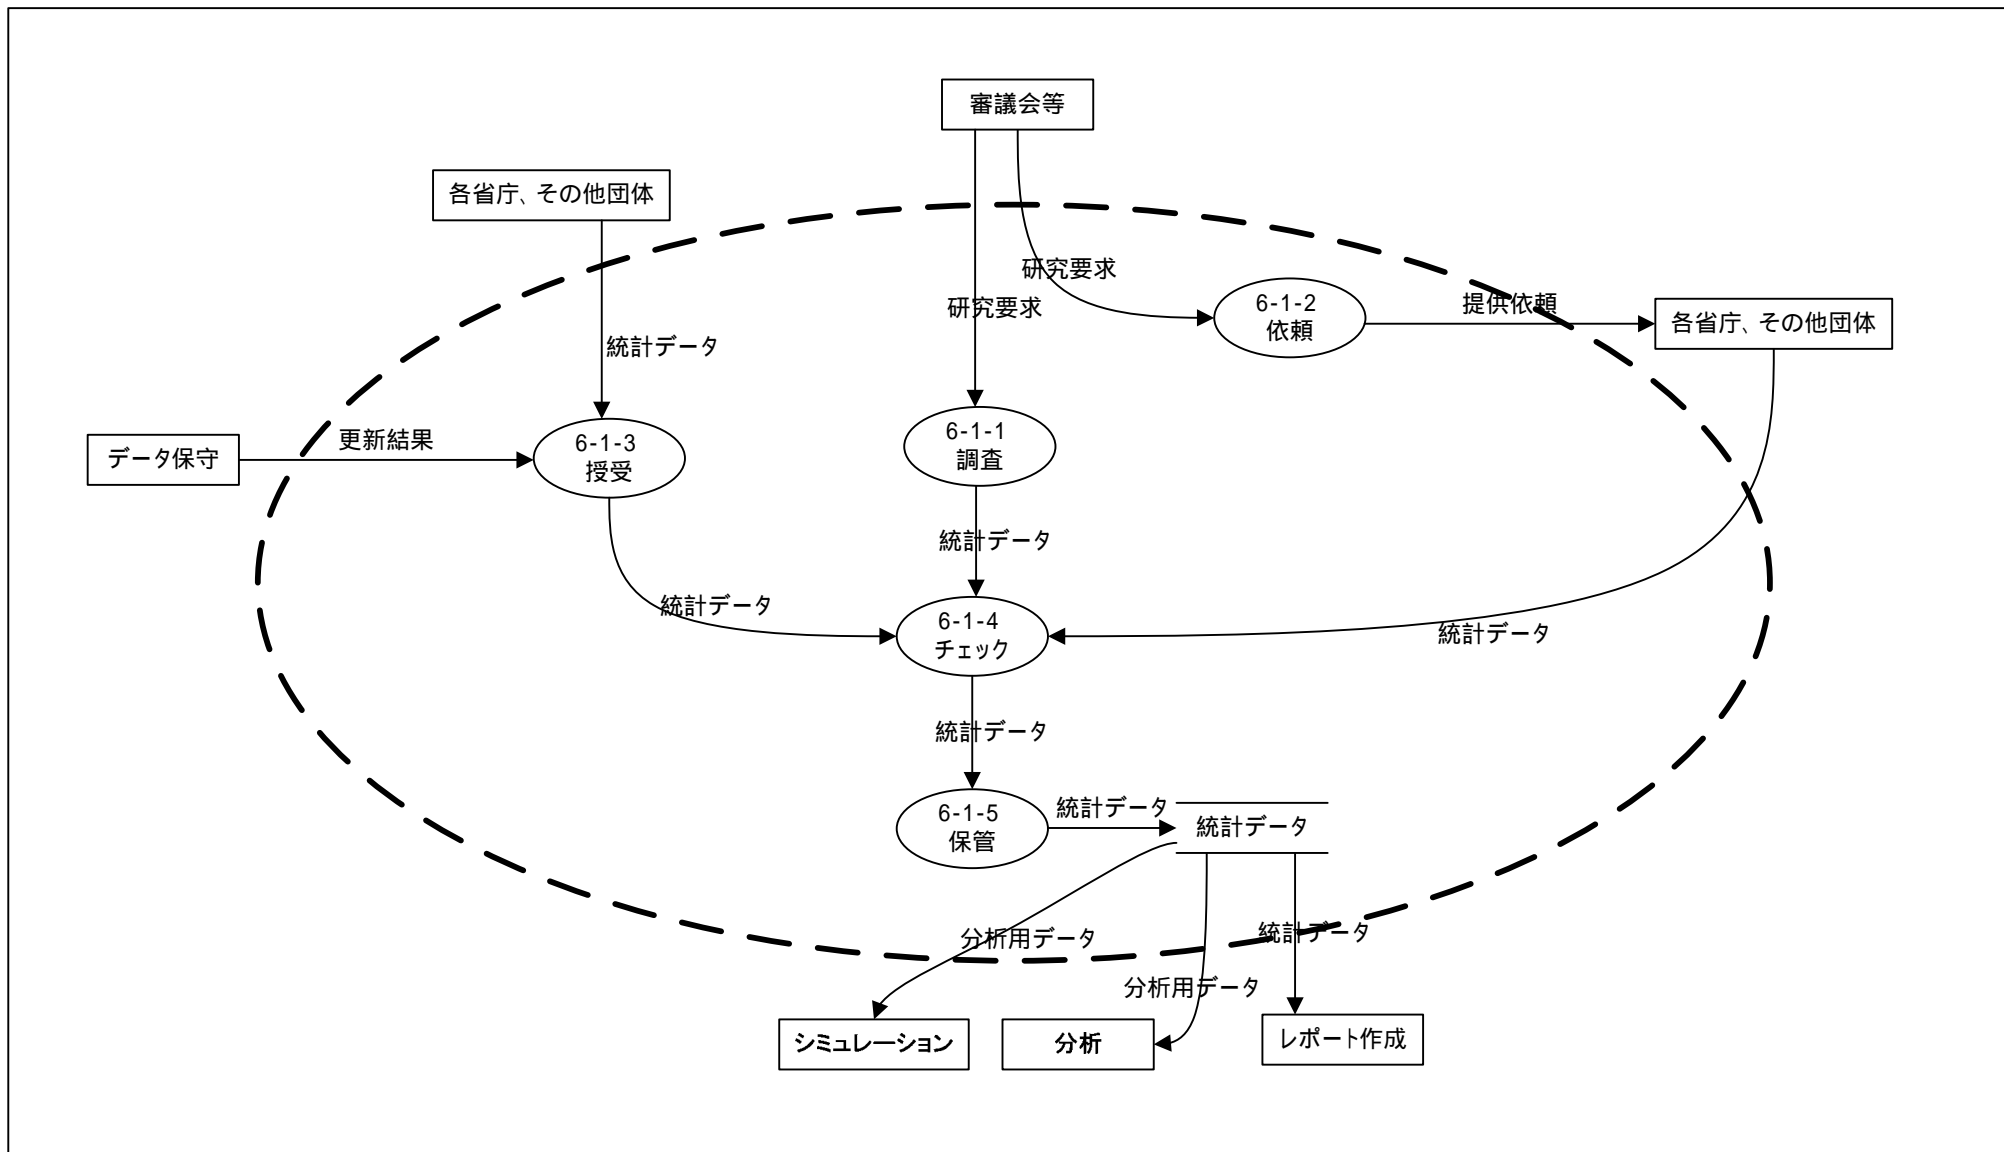 審議会等
各省庁、その他団体
研究要求
研究要求
6-1-2
依頼
提供依頼
各省庁、その他団体
統計データ
データ保守
更新結果
6-1-3
授受
6-1-1
調査
統計データ
統計データ
6-1-4
チェック
統計データ
統計データ
6-1-5
保管
統計データ
統計データ
分析用データ
統計データ
分析用データ
シミュレーション
分析
レポート作成